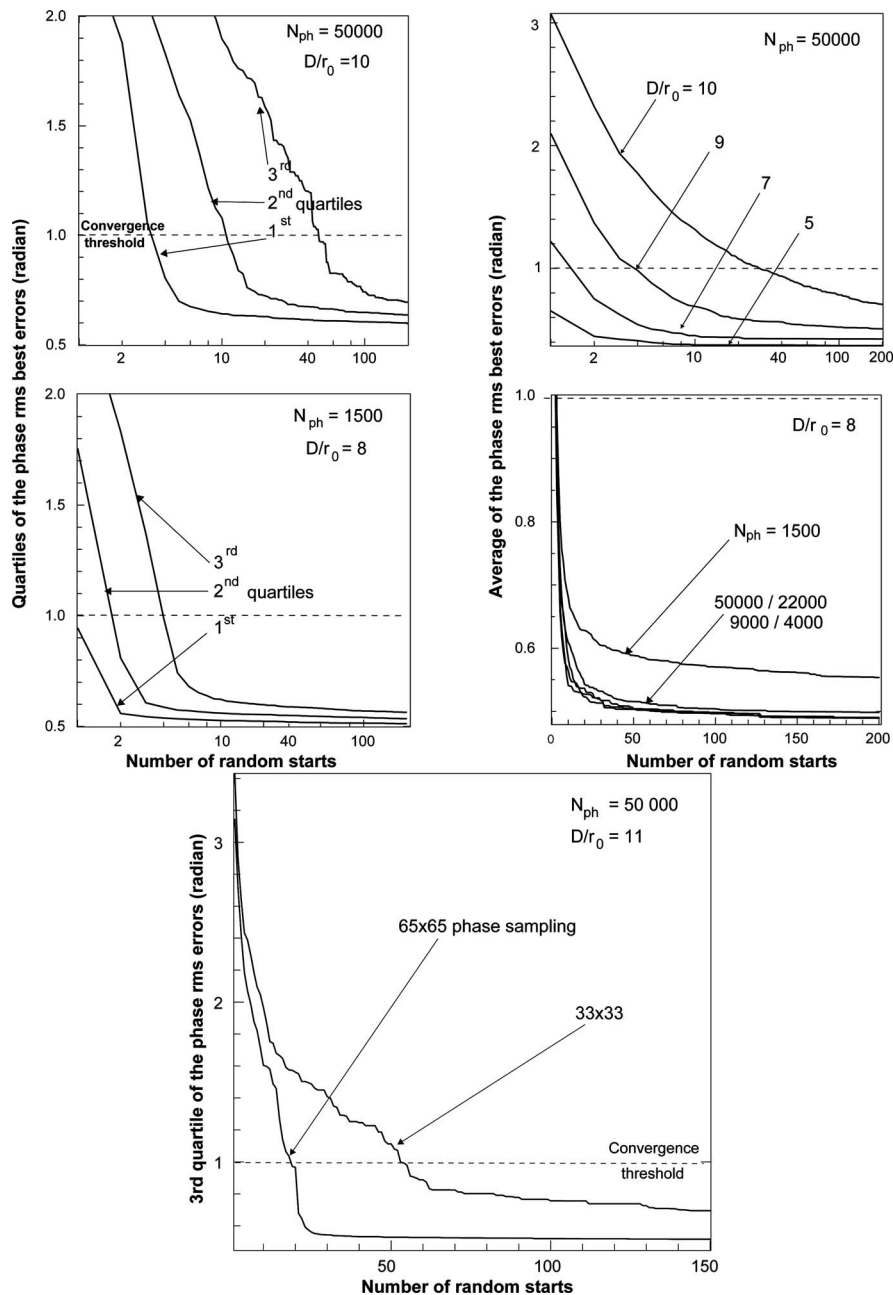 Quartiles of the phase rms best errors (radian)
2.0
1.5
1.0
0.5
N_ph = 50000
D/r_0 =10
3^rd
2^nd quartiles
1^st
Convergence
threshold
2
10
40
100
Average of the phase rms best errors (radian)
3
2
1
N_ph = 50000
D/r_0 = 10
9
7
5
2
10
40
100
200
2.0
1.5
1.0
0.5
N_ph = 1500
D/r_0 = 8
3^rd
2^nd quartiles
1^st
2
10
40
100
Number of random starts
1.0
0.8
0.6
D/r_0 = 8
N_ph = 1500
50000 / 22000
9000 / 4000
0
50
100
150
200
Number of random starts
3rd quartile of the phase rms errors (radian)
3
2
1
N_ph = 50 000
D/r_0 = 11
65x65 phase sampling
33x33
Convergence
threshold
50
100
150
Number of random starts